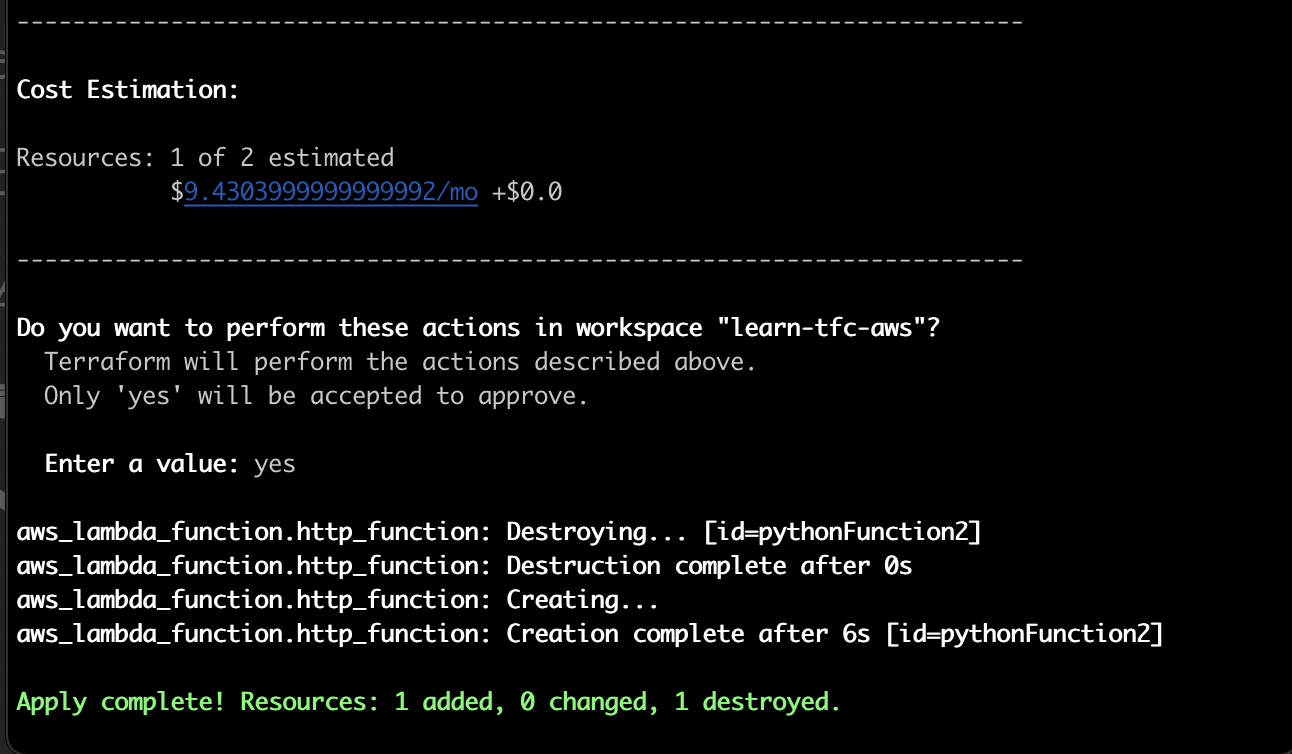 ------------------------------------------------------------------------
Cost Estimation:
Resources: 1 of 2 estimated
$9.4303999999999992/mo +$0.0
------------------------------------------------------------------------
Do you want to perform these actions in workspace "learn-tfc-aws"?
Terraform will perform the actions described above.
Only 'yes' will be accepted to approve.
Enter a value: yes
aws_lambda_function.http_function: Destroying... [id=pythonFunction2]
aws_lambda_function.http_function: Destruction complete after 0s
aws_lambda_function.http_function: Creating...
aws_lambda_function.http_function: Creation complete after 6s [id=pythonFunction2]
Apply complete! Resources: 1 added, 0 changed, 1 destroyed.